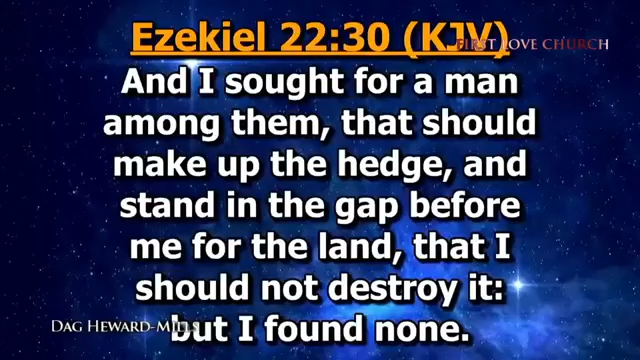 Ezekiel 22:30 (KJV)
FIRST LOVE CHURCH
And I sought for a man
among them, that should
make up the hedge, and
stand in the gap before
me for the land, that I
should not destroy it:
but I found none.
DAG HEWARD-MILLS